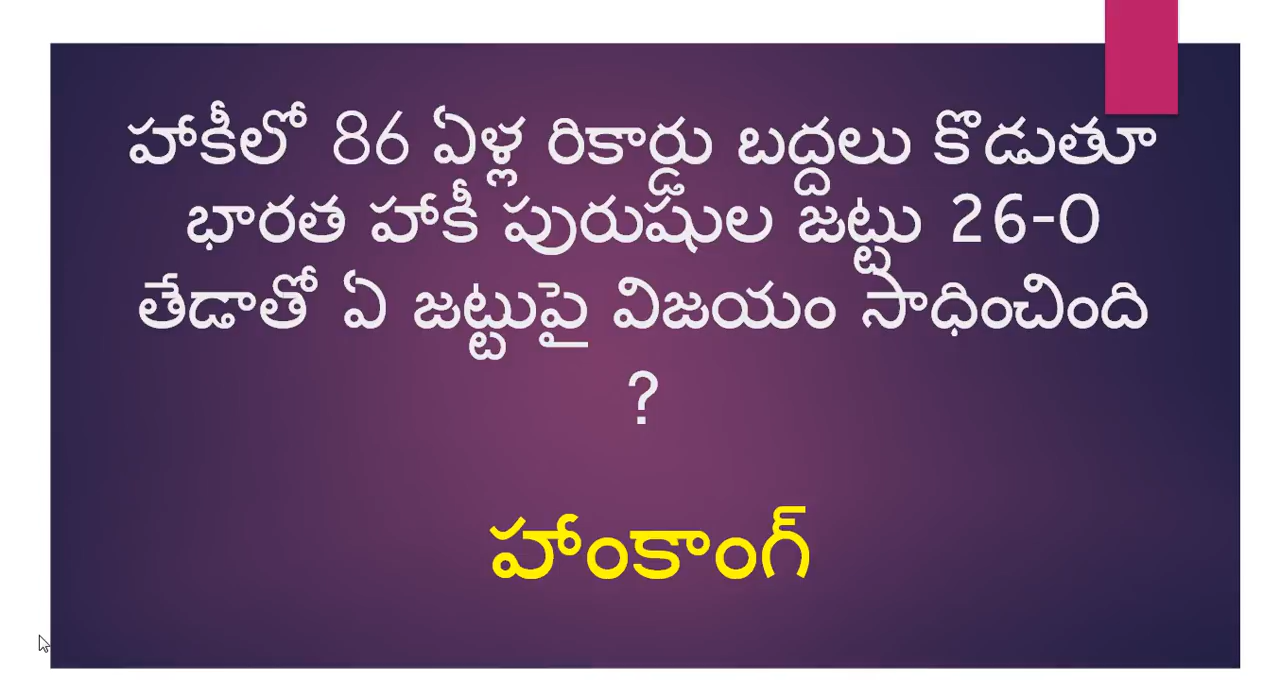 హాకీలో 86 ఏళ్ల రికార్డు బద్దలు కొడుతూ
భారత హాకీ పురుషుల జట్టు 26-0
తేడాతో ఏ జట్టుపై విజయం సాధించింది
?
హాంకాంగ్